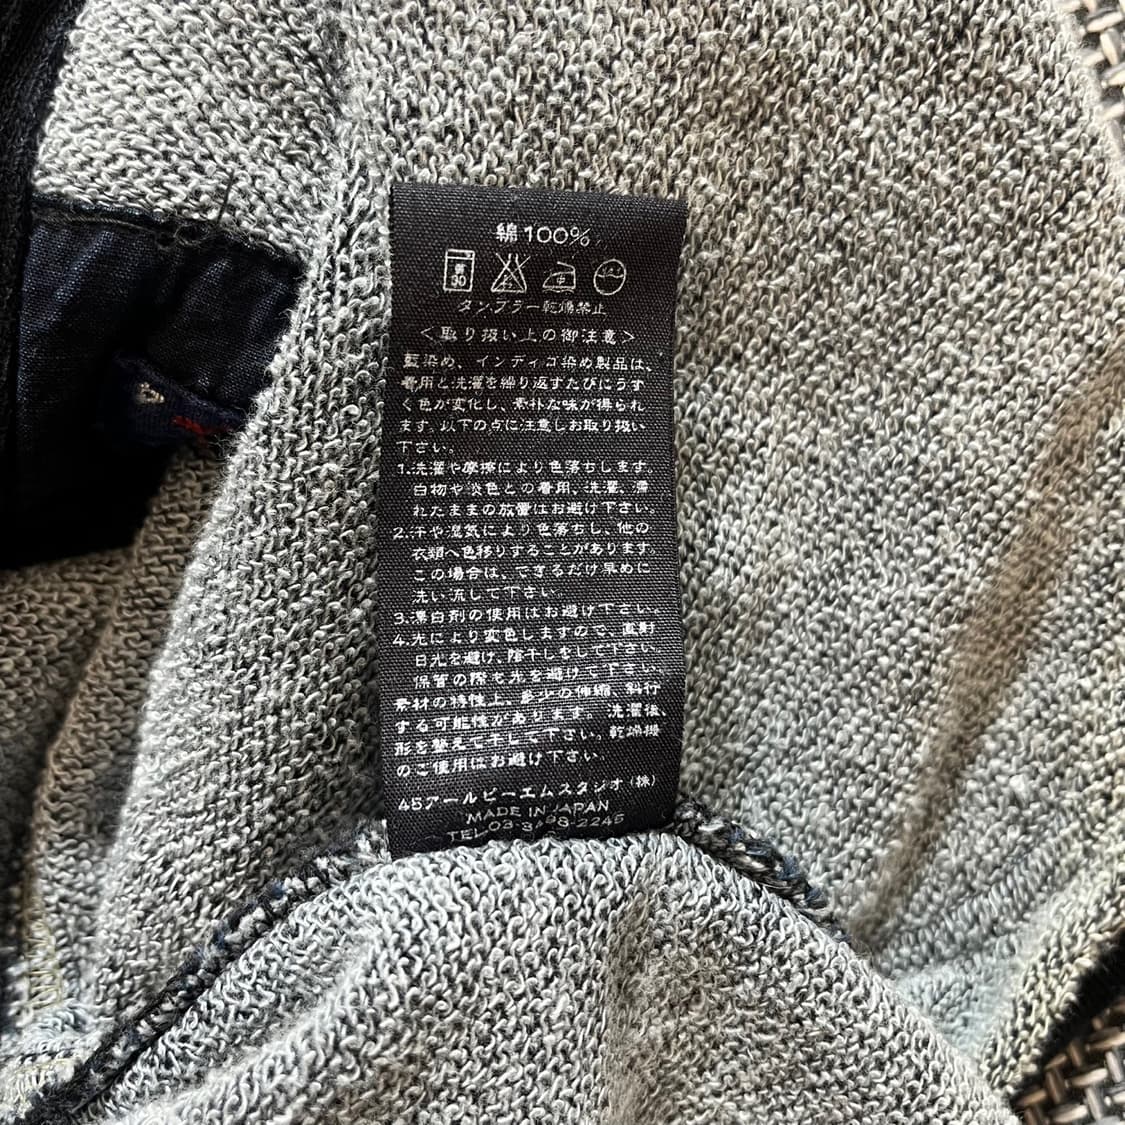 綿100%
弱
30
中
タンブラー乾燥禁止
<取り扱い上の御注意>
藍染め、インディゴ染め製品は、
着用と洗濯を繰り返すたびにうす
く色が変化し、素朴な味が得られ
ます。以下の点に注意しお取り扱い
下さい。
1.洗濯や摩擦により色落ちします。
白物や淡色との着用、洗濯、濡
れたままの放置はお避け下さい。
2.汗や湿気により色落ちし、他の
衣類へ色移りすることがあります。
この場合は、できるだけ早めに
洗い流して下さい。
3.漂白剤の使用はお避け下さい。
4.光により変色しますので、直射
日光を避け、陰干しをして下さい。
保管の際も光を避けて下さい。
素材の特性上、多少の伸縮、斜行
する可能性があります。洗濯後、
形を整えて干して下さい。乾燥機
のご使用はお避け下さい。
45アールピーエムスタジオ(株)
MADE IN JAPAN
TEL